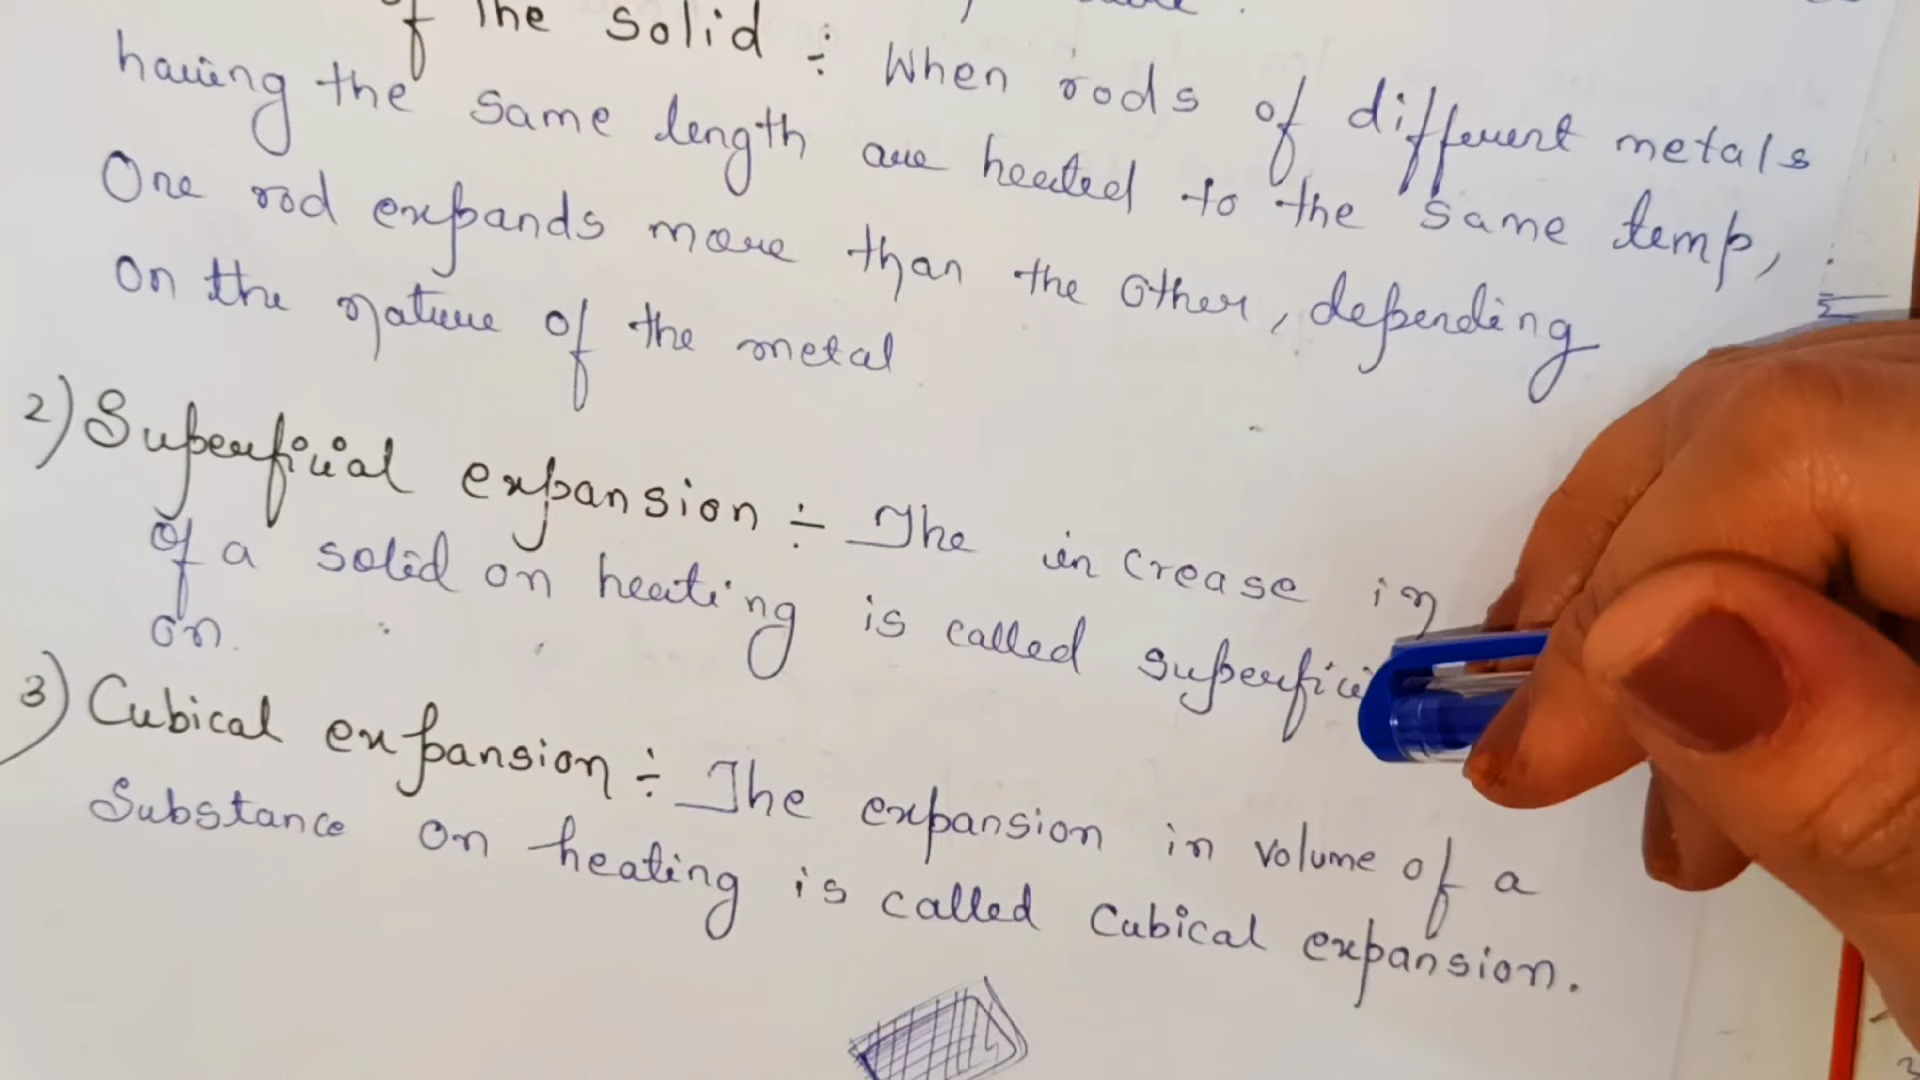 of the solid ÷ When rods of different metals
having the same length are heated to the same temp,
One rod expands more than the other, depending
on the nature of the metal
2) Superficial expansion ÷ The increase in
of a solid on heating is called superfici
on
3) Cubical expansion ÷ The expansion in volume of a
Substance on heating is called Cubical expansion.